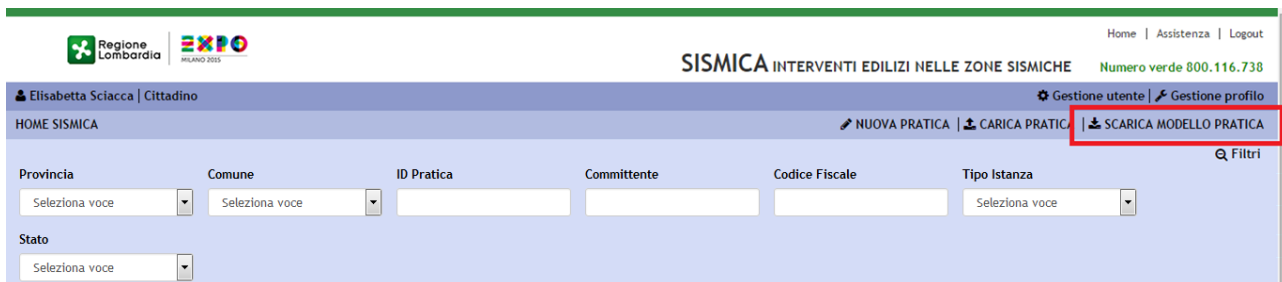 Regione Lombardia EXPO MILANO 2015
Home | Assistenza | Logout
SISMICA INTERVENTI EDILIZI NELLE ZONE SISMICHE Numero verde 800.116.738
Elisabetta Sciacca | Cittadino Gestione utente | Gestione profilo
HOME SISMICA NUOVA PRATICA | CARICA PRATICA | SCARICA MODELLO PRATICA
Filtri
Provincia Comune ID Pratica Committente Codice Fiscale Tipo Istanza
Seleziona voce Seleziona voce Seleziona voce
Stato
Seleziona voce